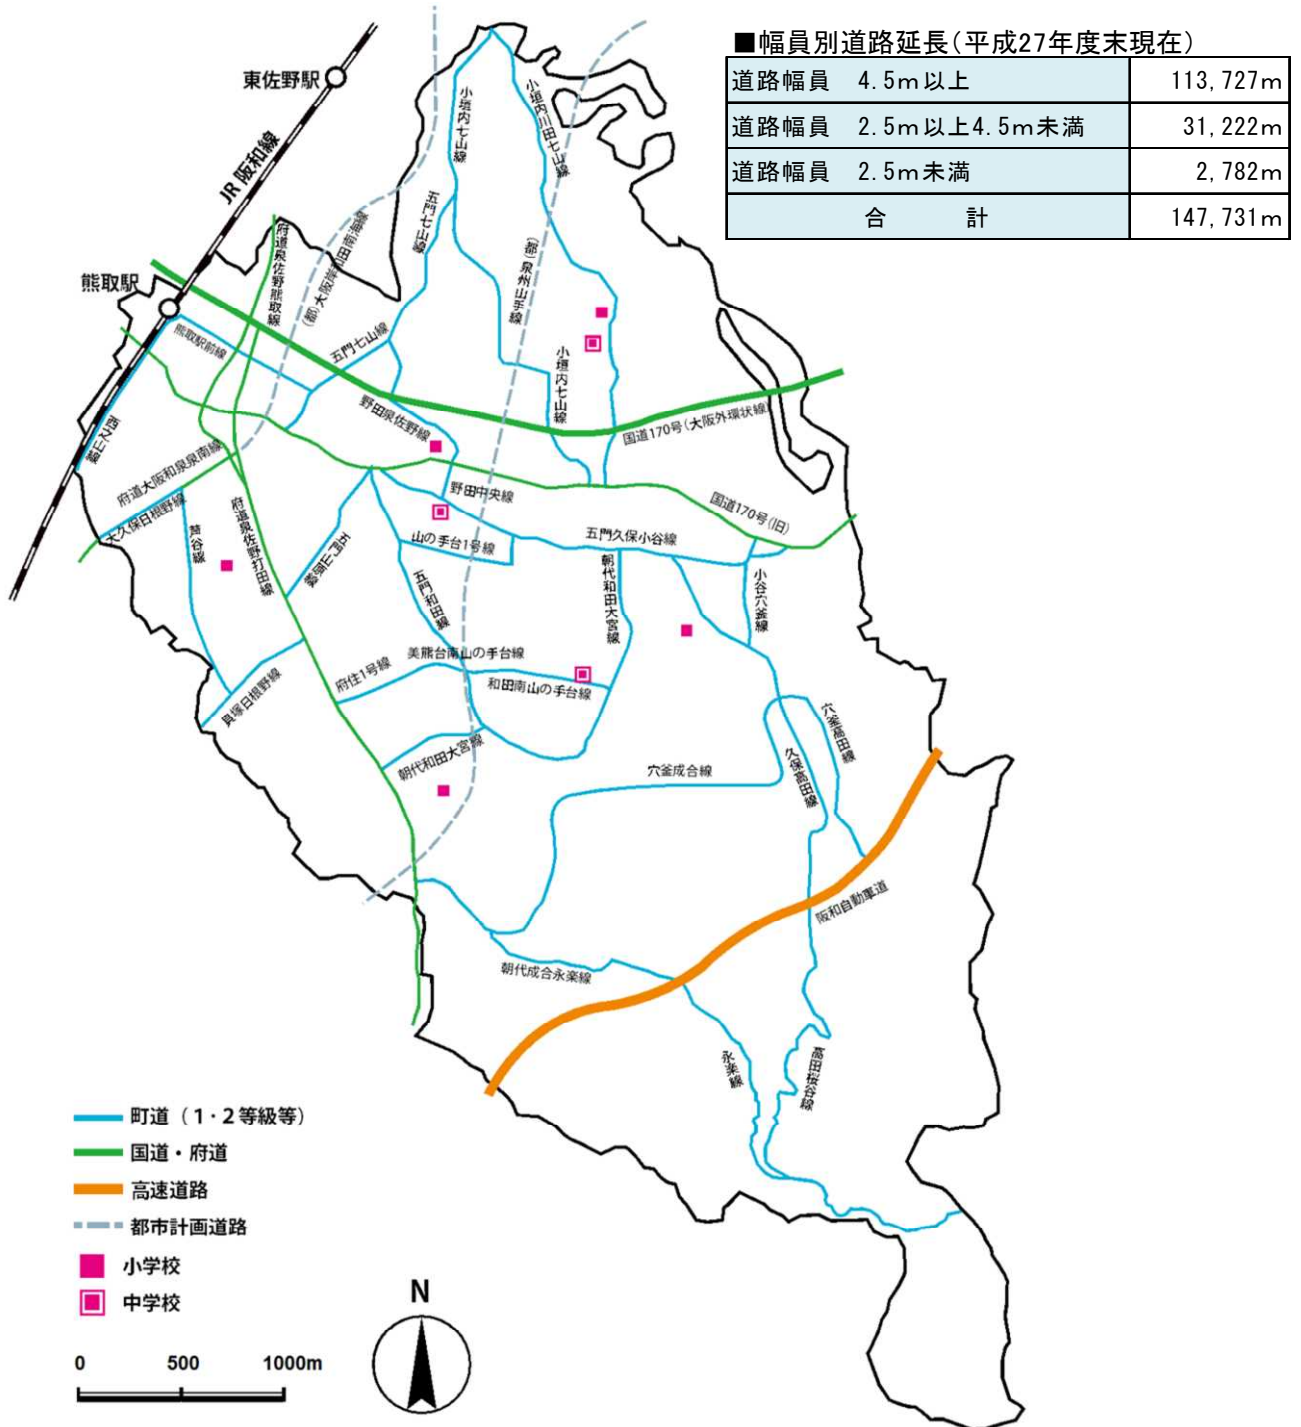 ■幅員別道路延長（平成27年度末現在）
道路幅員　4.5m以上　113,727m
道路幅員　2.5m以上4.5m未満　31,222m
道路幅員　2.5m未満　2,782m
合　計　147,731m
東佐野駅
JR阪和線
熊取駅
小垣内七山線
小垣内川田七山線
五門七山線
府道泉佐野熊取線
(都)大阪岸和田南海線
(都)泉州山手線
熊取駅前線
五門七山線
小垣内七山線
野田泉佐野線
国道170号(大阪外環状線)
西之山線
府道大阪和泉泉南線
大久保日根野線
野田中央線
国道170号(旧)
芦谷線
府道泉佐野打田線
山の手台1号線
五門久保小谷線
五門和田線
朝代和田大宮線
小谷穴釜線
美熊台南山の手台線
府住1号線
和田南山の手台線
貝塚日根野線
朝代和田大宮線
穴釜高田線
穴釜成合線
久保高田線
阪和自動車道
朝代成合永楽線
永楽線
高田桜谷線
町道（1・2等級等）
国道・府道
高速道路
都市計画道路
小学校
中学校
N
0 500 1000m